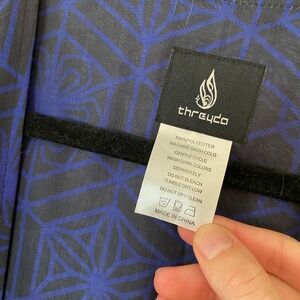 threyda
100% POLYESTER
MACHINE WASH COLD
GENTLE CYCLE
WASH DARK COLORS
SEPARATELY
DO NOT BLEACH
TUMBLE DRY LOW
DO NOT DRY CLEAN
MADE IN CHINA